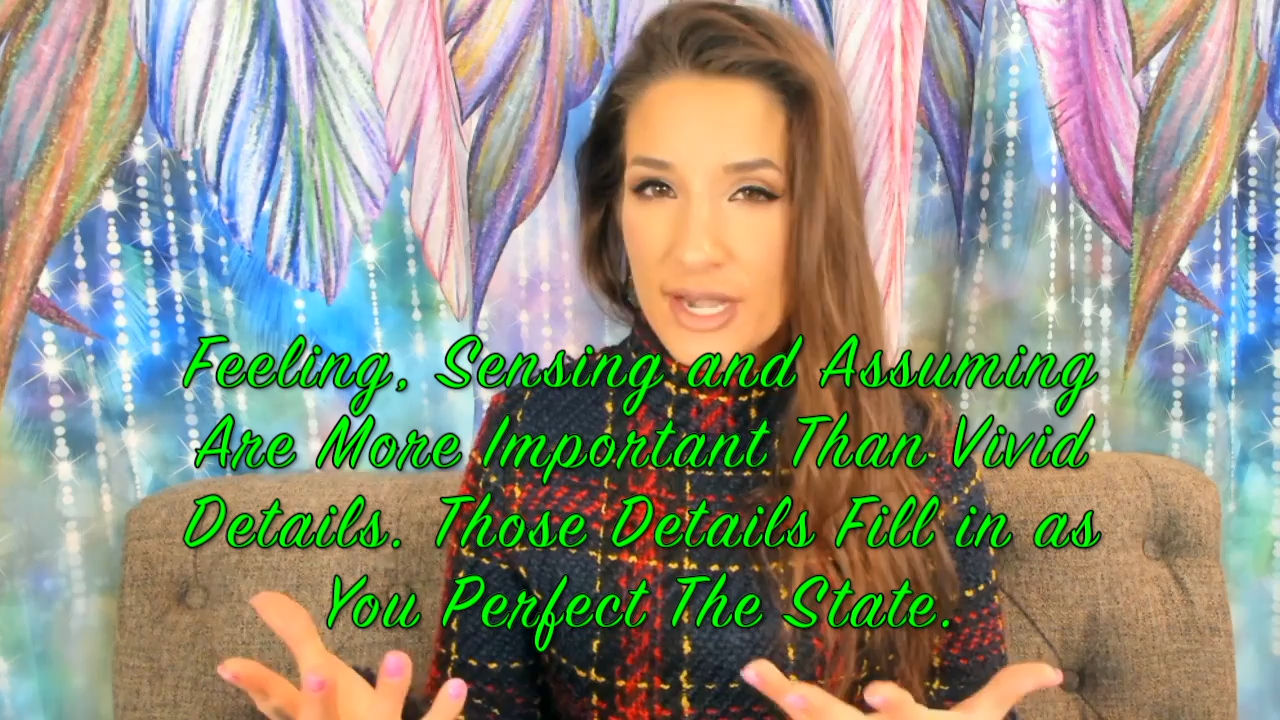 Feeling, Sensing and Assuming
Are More Important Than Vivid
Details. Those Details Fill in as
You Perfect The State.